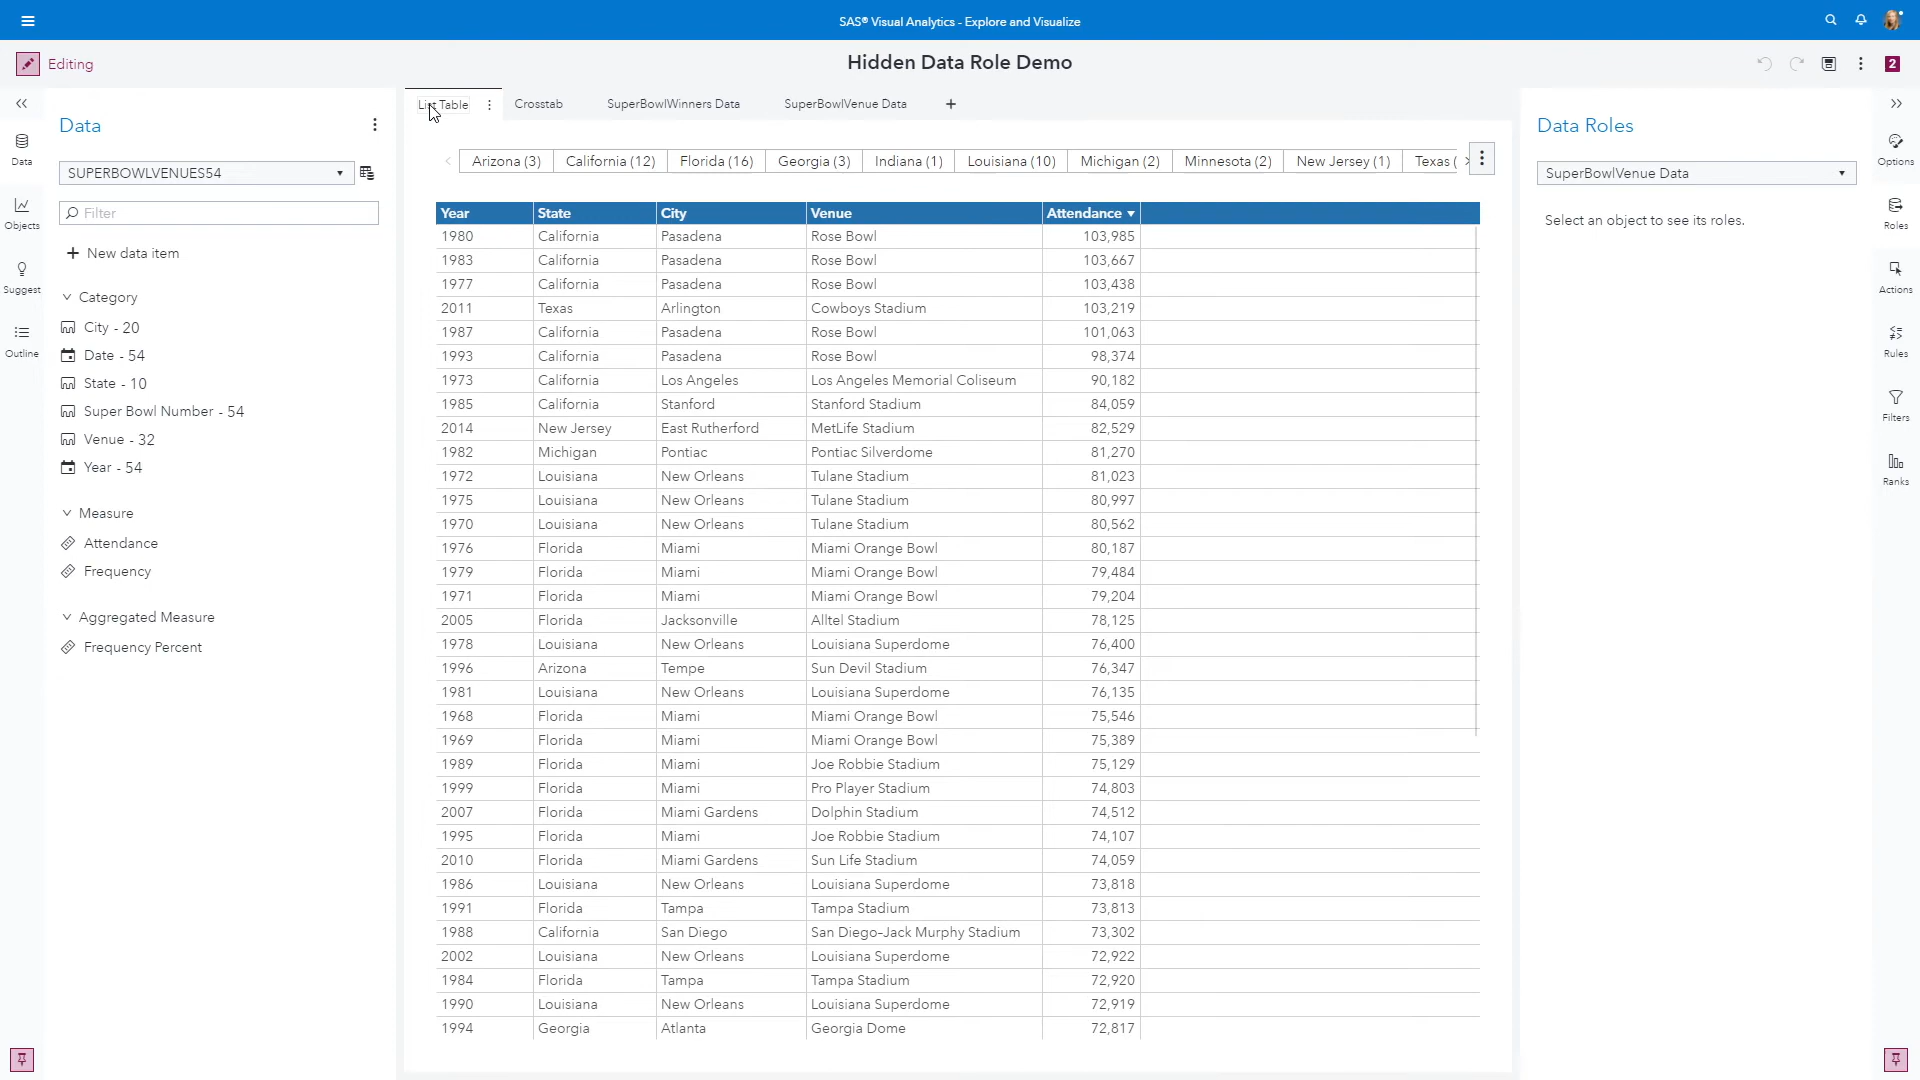 SAS® Visual Analytics - Explore and Visualize
Editing
Hidden Data Role Demo
2
List Table
Crosstab
SuperBowlWinners Data
SuperBowlVenue Data
Data
Objects
Suggest
Outline
Data
SUPERBOWLVENUES54
Filter
New data item
Category
City - 20
Date - 54
State - 10
Super Bowl Number - 54
Venue - 32
Year - 54
Measure
Attendance
Frequency
Aggregated Measure
Frequency Percent
Arizona (3) California (12) Florida (16) Georgia (3) Indiana (1) Louisiana (10) Michigan (2) Minnesota (2) New Jersey (1) Texas (
Year State City Venue Attendance
1980 California Pasadena Rose Bowl 103,985
1983 California Pasadena Rose Bowl 103,667
1977 California Pasadena Rose Bowl 103,438
2011 Texas Arlington Cowboys Stadium 103,219
1987 California Pasadena Rose Bowl 101,063
1993 California Pasadena Rose Bowl 98,374
1973 California Los Angeles Los Angeles Memorial Coliseum 90,182
1985 California Stanford Stanford Stadium 84,059
2014 New Jersey East Rutherford MetLife Stadium 82,529
1982 Michigan Pontiac Pontiac Silverdome 81,270
1972 Louisiana New Orleans Tulane Stadium 81,023
1975 Louisiana New Orleans Tulane Stadium 80,997
1970 Louisiana New Orleans Tulane Stadium 80,562
1976 Florida Miami Miami Orange Bowl 80,187
1979 Florida Miami Miami Orange Bowl 79,484
1971 Florida Miami Miami Orange Bowl 79,204
2005 Florida Jacksonville Alltel Stadium 78,125
1978 Louisiana New Orleans Louisiana Superdome 76,400
1996 Arizona Tempe Sun Devil Stadium 76,347
1981 Louisiana New Orleans Louisiana Superdome 76,135
1968 Florida Miami Miami Orange Bowl 75,546
1969 Florida Miami Miami Orange Bowl 75,389
1989 Florida Miami Joe Robbie Stadium 75,129
1999 Florida Miami Pro Player Stadium 74,803
2007 Florida Miami Gardens Dolphin Stadium 74,512
1995 Florida Miami Joe Robbie Stadium 74,107
2010 Florida Miami Gardens Sun Life Stadium 74,059
1986 Louisiana New Orleans Louisiana Superdome 73,818
1991 Florida Tampa Tampa Stadium 73,813
1988 California San Diego San Diego–Jack Murphy Stadium 73,302
2002 Louisiana New Orleans Louisiana Superdome 72,922
1984 Florida Tampa Tampa Stadium 72,920
1990 Louisiana New Orleans Louisiana Superdome 72,919
1994 Georgia Atlanta Georgia Dome 72,817
Data Roles
SuperBowlVenue Data
Select an object to see its roles.
Options
Roles
Actions
Rules
Filters
Ranks